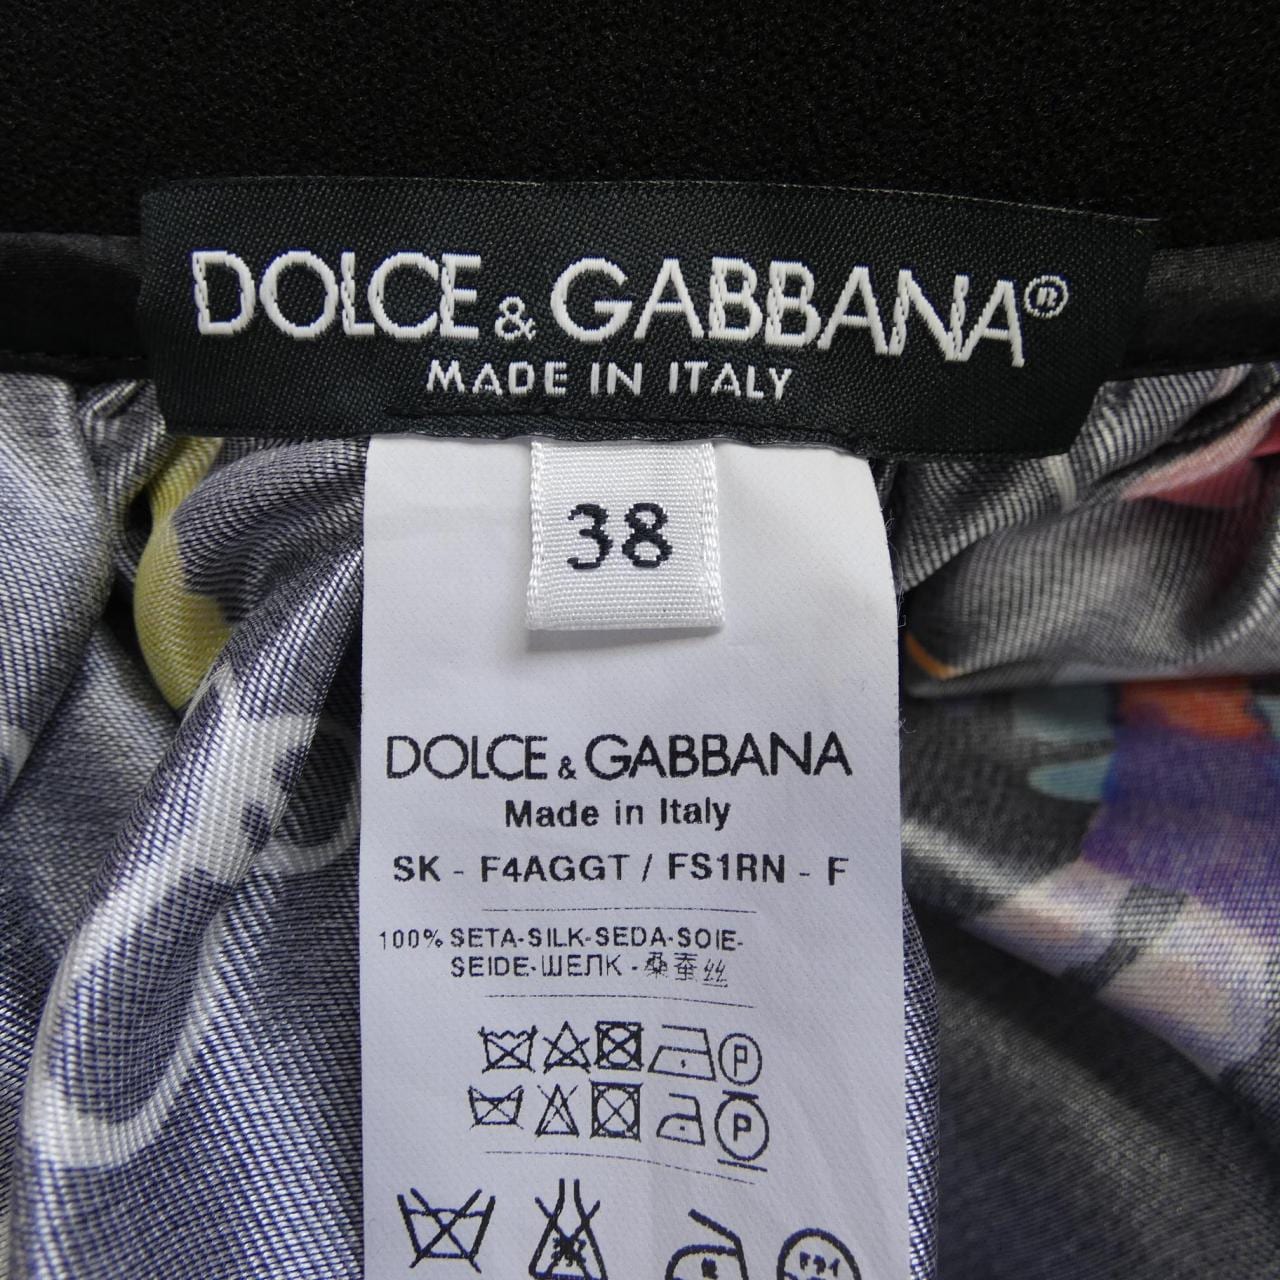 DOLCE & GABBANA®
MADE IN ITALY
38
DOLCE & GABBANA
Made in Italy
SK - F4AGGT / FS1RN - F
100% SETA-SILK-SEDA-SOIE-
SEIDE-ШЕЛК-桑蚕丝
P
P